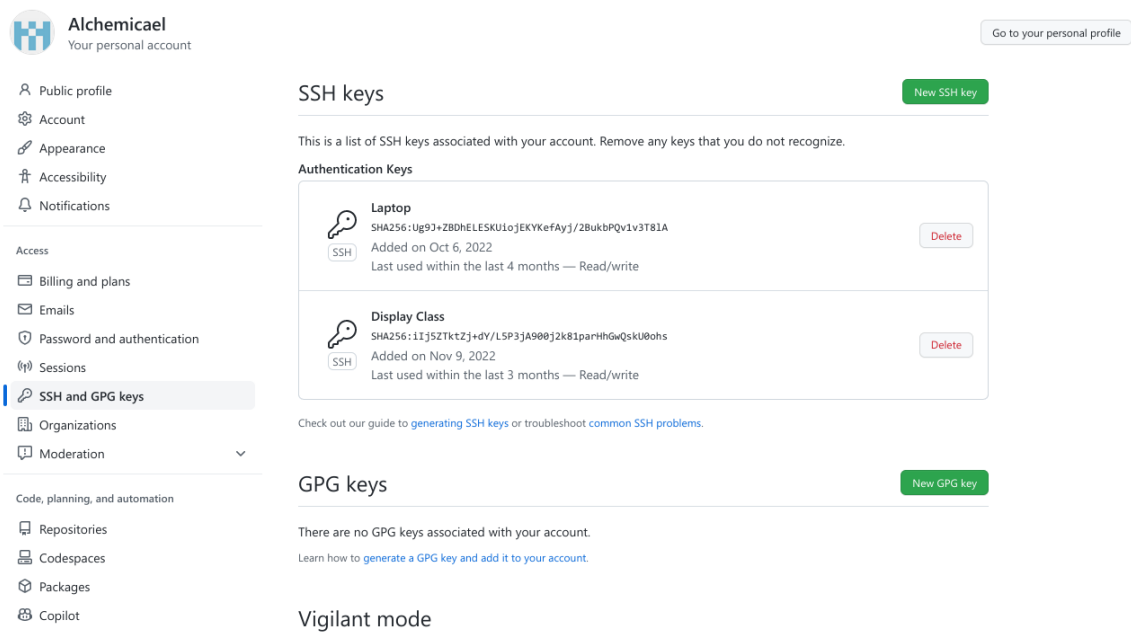 Alchemicael
Your personal account
Go to your personal profile
Public profile
Account
Appearance
Accessibility
Notifications
Access
Billing and plans
Emails
Password and authentication
Sessions
SSH and GPG keys
Organizations
Moderation
Code, planning, and automation
Repositories
Codespaces
Packages
Copilot
SSH keys
New SSH key
This is a list of SSH keys associated with your account. Remove any keys that you do not recognize.
Authentication Keys
Laptop
SHA256:Ug9J+ZBDhELESKUiojEKYKefAyj/2BukbPQv1v3T8lA
SSH
Added on Oct 6, 2022
Last used within the last 4 months — Read/write
Delete
Display Class
SHA256:iIj5ZTktZj+dY/L5P3jA900j2k81parHhGwQskU0ohs
SSH
Added on Nov 9, 2022
Last used within the last 3 months — Read/write
Delete
Check out our guide to generating SSH keys or troubleshoot common SSH problems.
GPG keys
New GPG key
There are no GPG keys associated with your account.
Learn how to generate a GPG key and add it to your account.
Vigilant mode